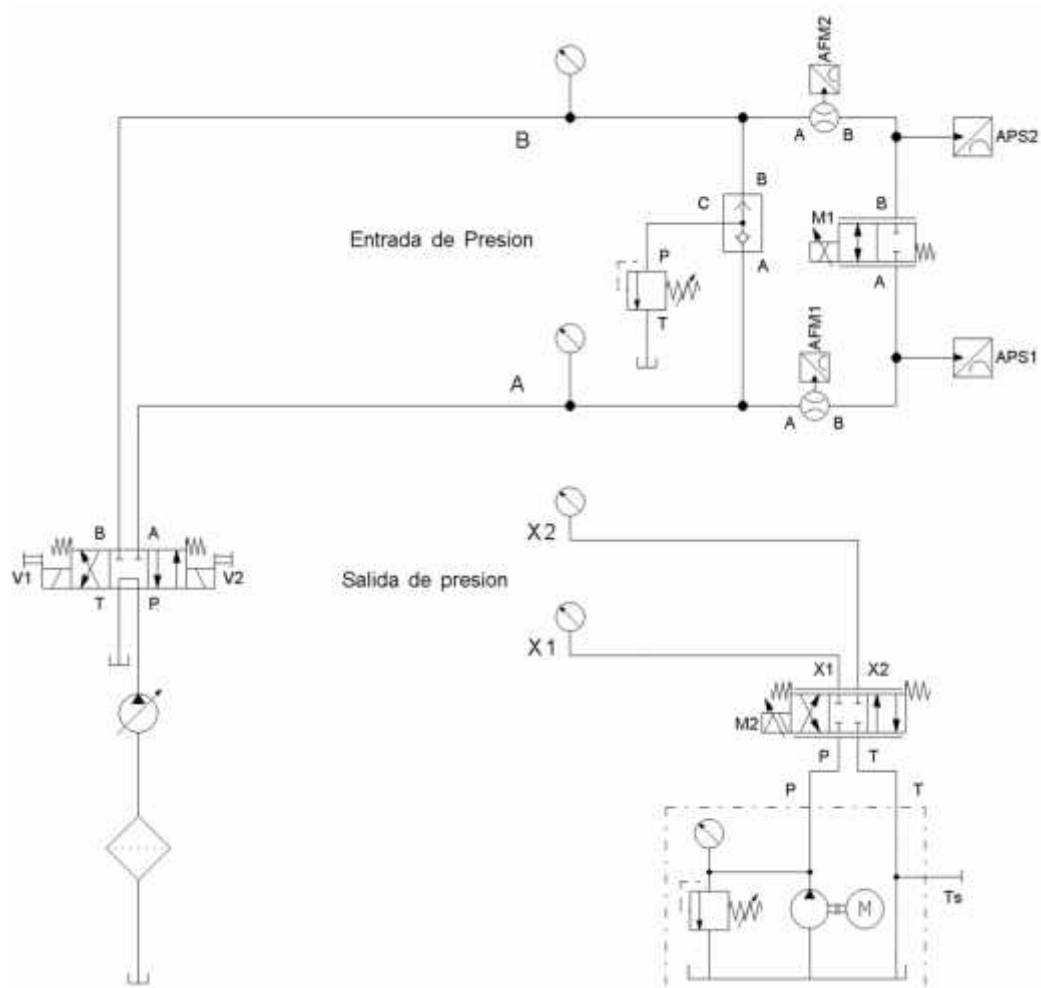 AFM2
B
A B
APS2
B
C
M1 B
Entrada de Presion
P
A
A
T
AFM1
APS1
A
A B
X2
B A
V1 V2
Salida de presion
T P
X1
X1 X2
M2
P T
P T
M
Ts